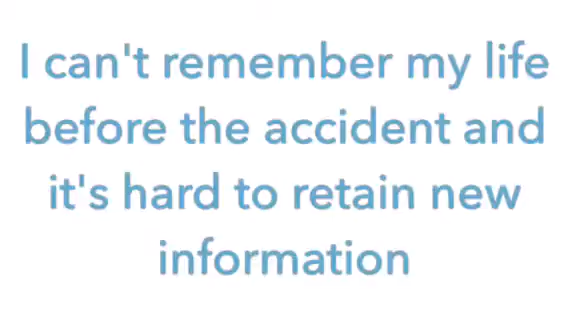 I can't remember my life
before the accident and
it's hard to retain new
information